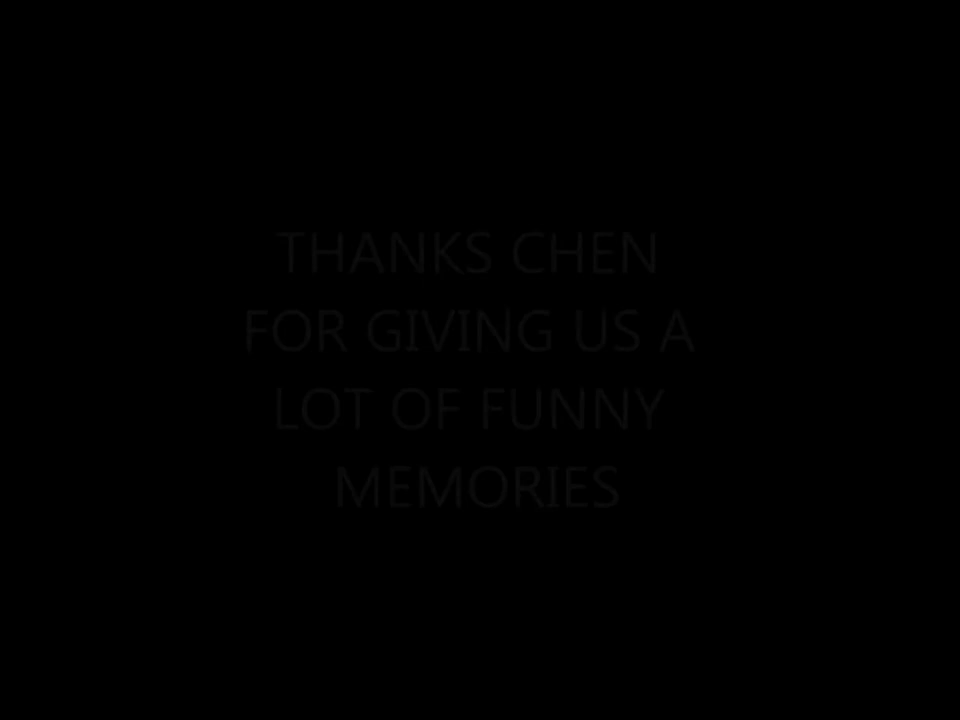 THANKS CHEN
FOR GIVING US A
LOT OF FUNNY
MEMORIES